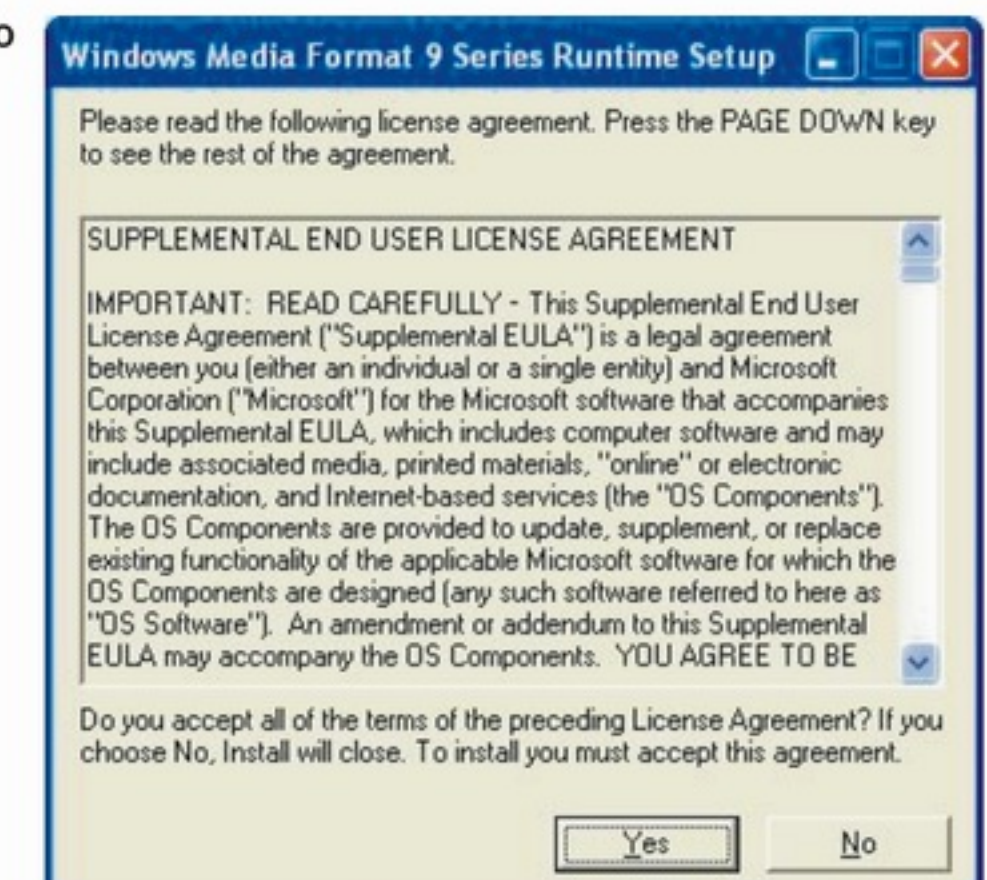 o
Windows Media Format 9 Series Runtime Setup
Please read the following license agreement. Press the PAGE DOWN key
to see the rest of the agreement.
SUPPLEMENTAL END USER LICENSE AGREEMENT
IMPORTANT:  READ CAREFULLY - This Supplemental End User
License Agreement ("Supplemental EULA") is a legal agreement
between you (either an individual or a single entity) and Microsoft
Corporation ("Microsoft") for the Microsoft software that accompanies
this Supplemental EULA, which includes computer software and may
include associated media, printed materials, "online" or electronic
documentation, and Internet-based services (the "OS Components").
The OS Components are provided to update, supplement, or replace
existing functionality of the applicable Microsoft software for which the
OS Components are designed (any such software referred to here as
"OS Software").  An amendment or addendum to this Supplemental
EULA may accompany the OS Components.  YOU AGREE TO BE
Do you accept all of the terms of the preceding License Agreement? If you
choose No, Install will close. To install you must accept this agreement.
Yes
No